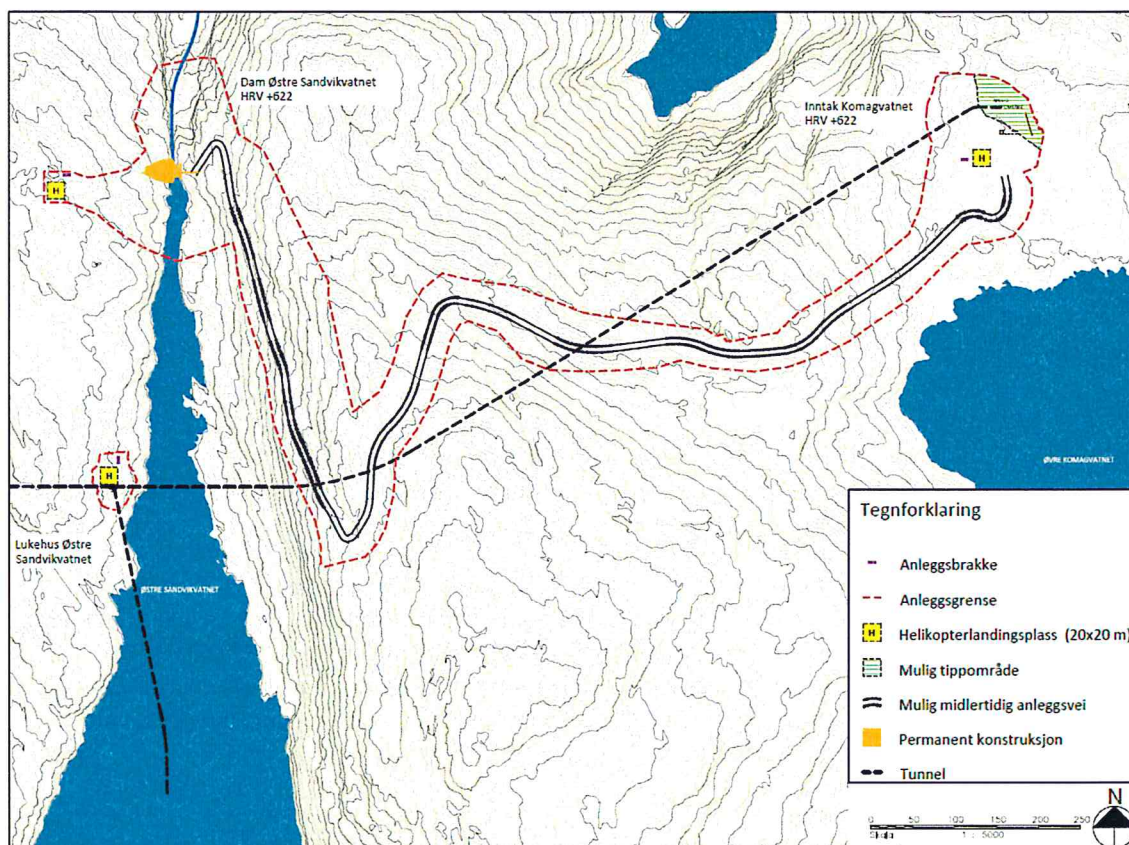 Dam Østre Sandvikvatnet
HRV +622
Inntak Komagvatnet
HRV +622
H
H
H
Lukehus Østre
Sandvikvatnet
ØSTRE SANDVIKVATNET
ØVRE KOMAGVATNET
Tegnforklaring
Anleggsbrakke
Anleggsgrense
H Helikopterlandingsplass (20x20 m)
Mulig tippområde
Mulig midlertidig anleggsvei
Permanent konstruksjon
Tunnel
N
0 50 100 150 200 250
Skala 1 : 5000